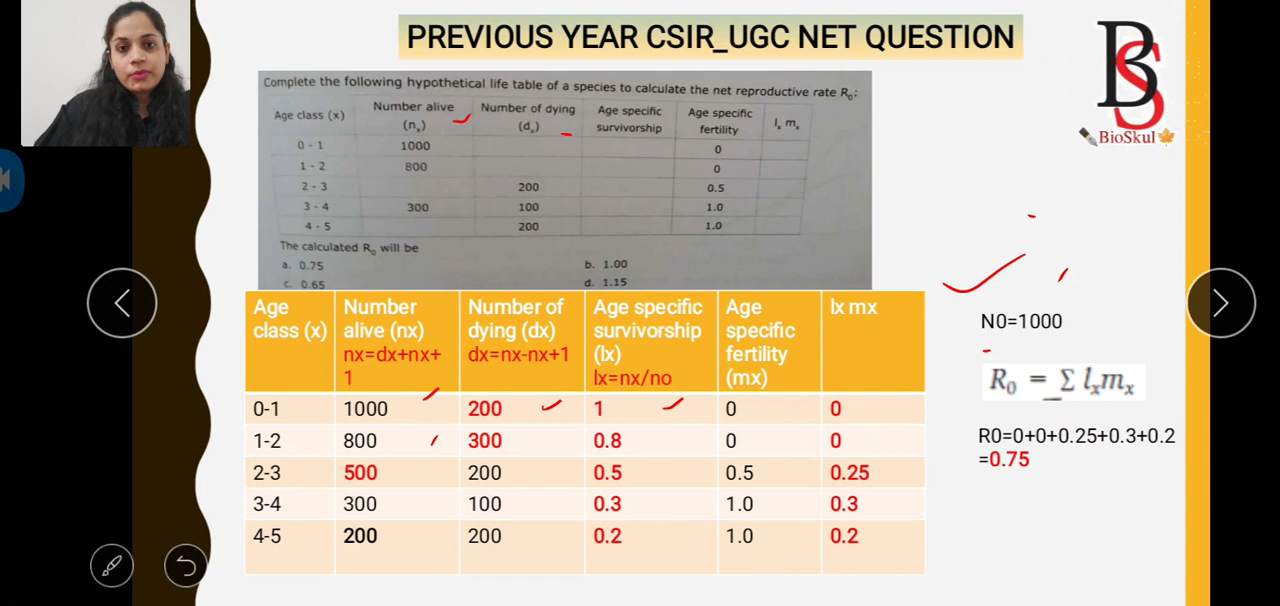 PREVIOUS YEAR CSIR_UGC NET QUESTION
BS
BioSkul
Complete the following hypothetical life table of a species to calculate the net reproductive rate R₀:
Age class (x) Number alive (nₓ) Number of dying (dₓ) Age specific survivorship Age specific fertility lₓ mₓ
0 - 1 1000 0
1 - 2 800 0
2 - 3 200 0.5
3 - 4 300 100 1.0
4 - 5 200 1.0
The calculated R₀ will be
a. 0.75 b. 1.00
c. 0.65 d. 1.15
Age class (x) Number alive (nx) nx=dx+nx+1 Number of dying (dx) dx=nx-nx+1 Age specific survivorship (lx) lx=nx/no Age specific fertility (mx) lx mx
0-1 1000 200 1 0 0
1-2 800 300 0.8 0 0
2-3 500 200 0.5 0.5 0.25
3-4 300 100 0.3 1.0 0.3
4-5 200 200 0.2 1.0 0.2
N0=1000
R₀ = Σ lₓmₓ
R0=0+0+0.25+0.3+0.2
=0.75